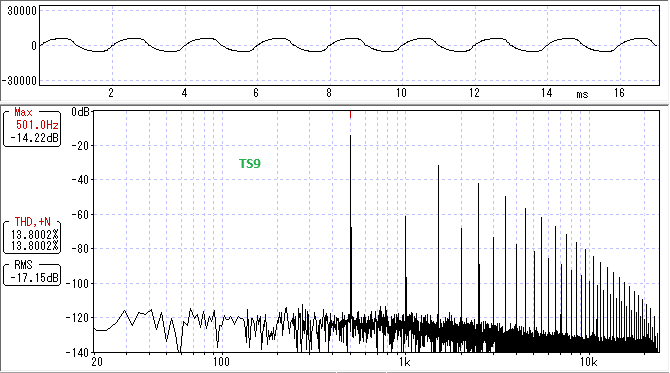 30000
0
-30000
2 4 6 8 10 12 14 ms 16
Max
501.0Hz
-14.22dB
0dB
-20
TS9
-40
-60
THD,+N
13.8002%
13.8002%
-80
RMS
-17.15dB
-100
-120
-140
20 100 1k 10k